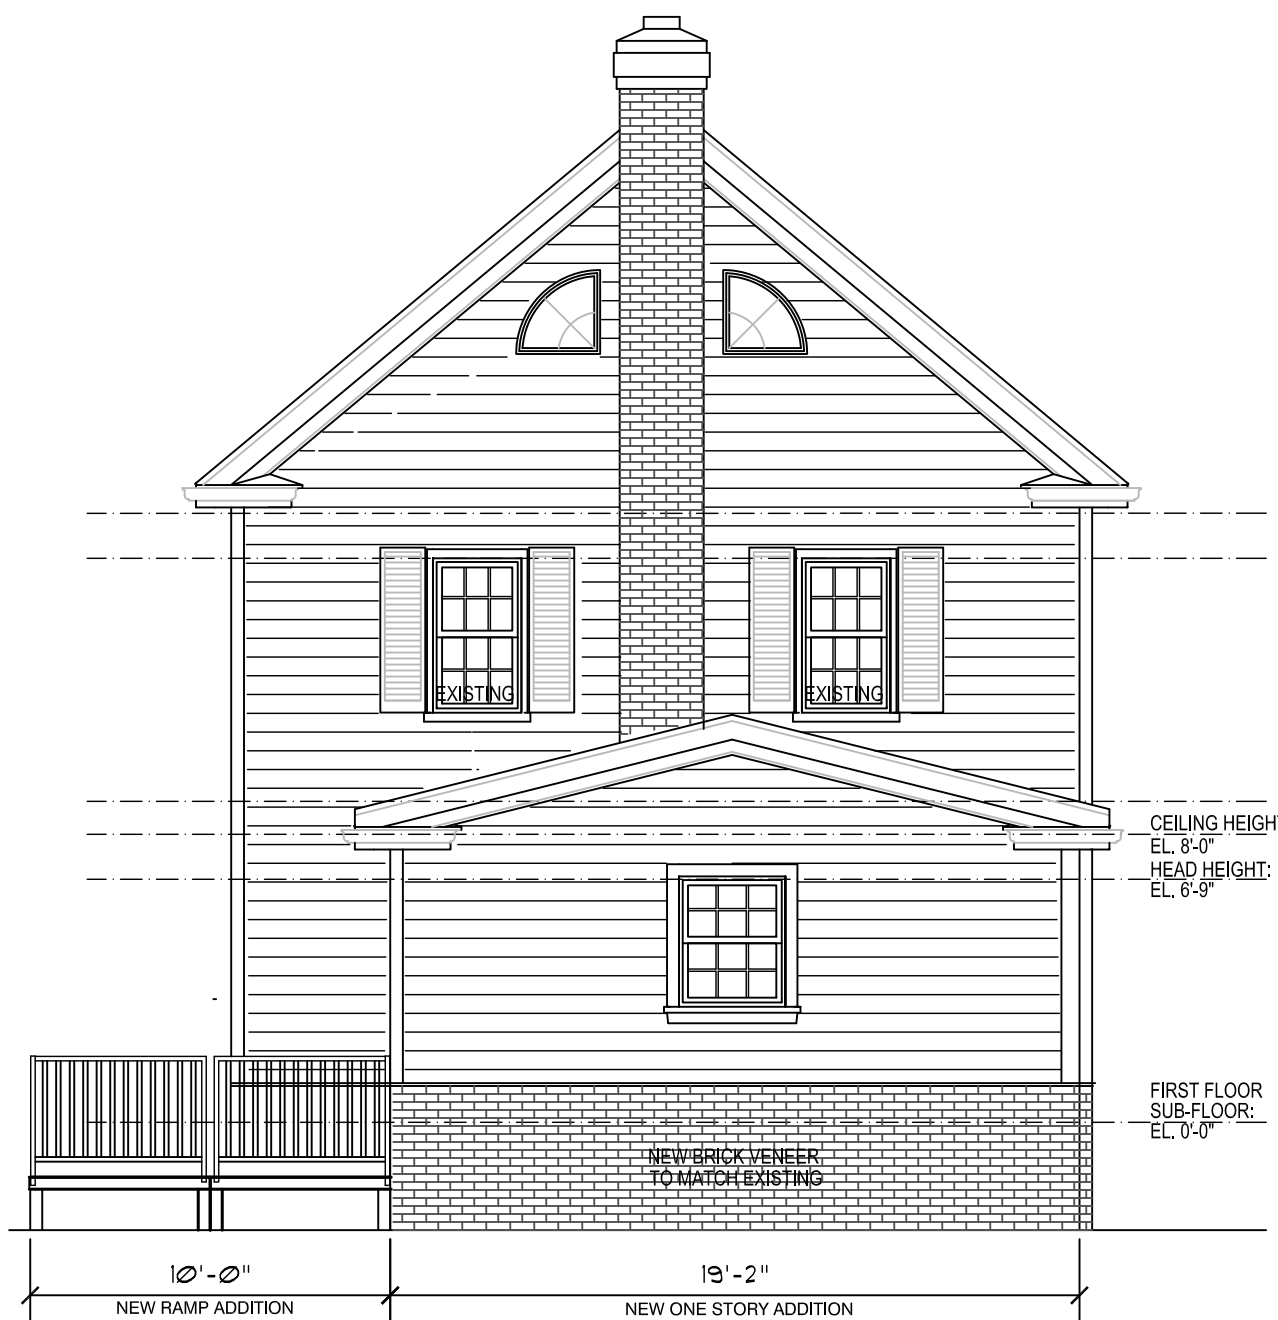 EXISTING
EXISTING
CEILING HEIGH
EL. 8'-0"
HEAD HEIGHT:
EL. 6'-9"
FIRST FLOOR
SUB-FLOOR:
EL. 0'-0"
NEW BRICK VENEER
TO MATCH EXISTING
10'-0"
19'-2"
NEW RAMP ADDITION
NEW ONE STORY ADDITION